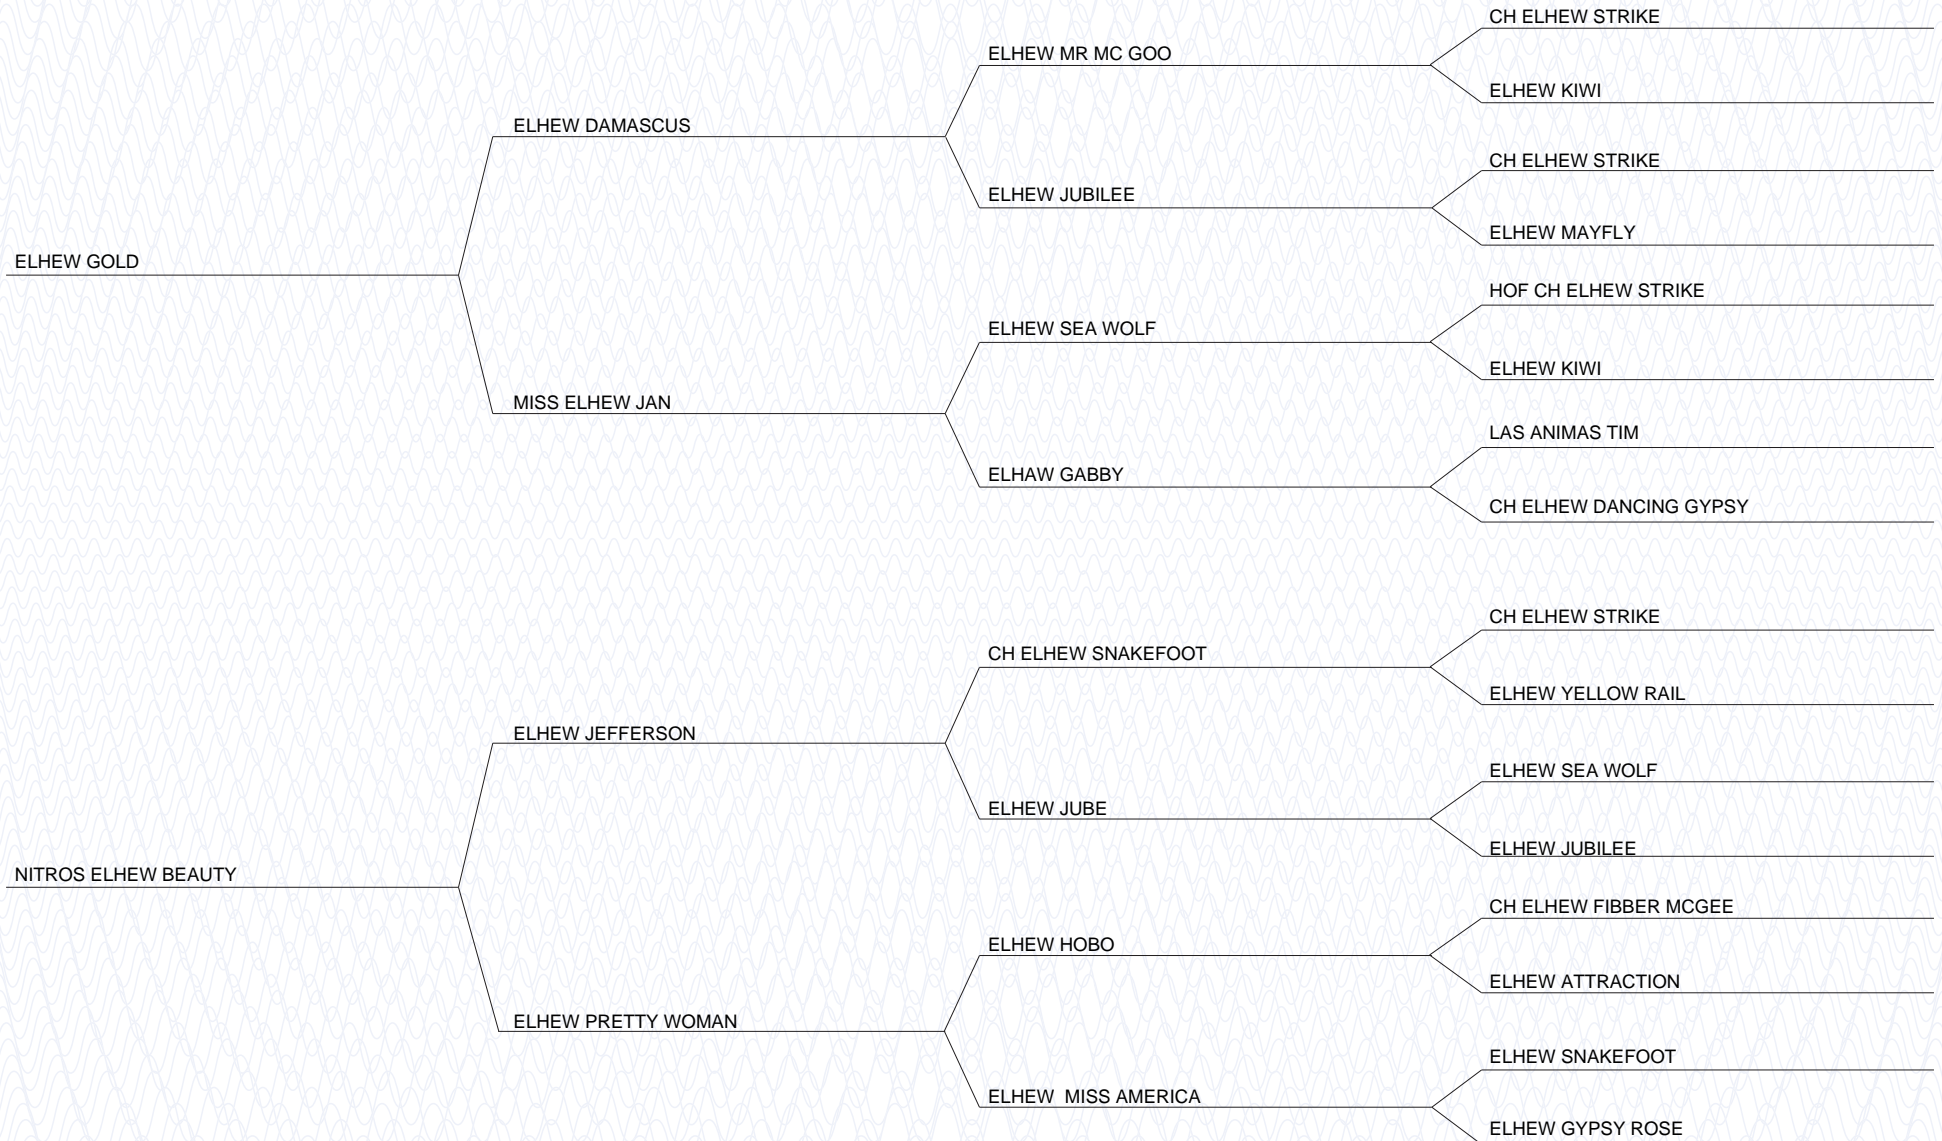 CH ELHEW STRIKE
ELHEW MR MC GOO
ELHEW KIWI
ELHEW DAMASCUS
CH ELHEW STRIKE
ELHEW JUBILEE
ELHEW MAYFLY
ELHEW GOLD
HOF CH ELHEW STRIKE
ELHEW SEA WOLF
ELHEW KIWI
MISS ELHEW JAN
LAS ANIMAS TIM
ELHAW GABBY
CH ELHEW DANCING GYPSY
CH ELHEW STRIKE
CH ELHEW SNAKEFOOT
ELHEW YELLOW RAIL
ELHEW JEFFERSON
ELHEW SEA WOLF
ELHEW JUBE
ELHEW JUBILEE
NITROS ELHEW BEAUTY
CH ELHEW FIBBER MCGEE
ELHEW HOBO
ELHEW ATTRACTION
ELHEW PRETTY WOMAN
ELHEW SNAKEFOOT
ELHEW  MISS AMERICA
ELHEW GYPSY ROSE